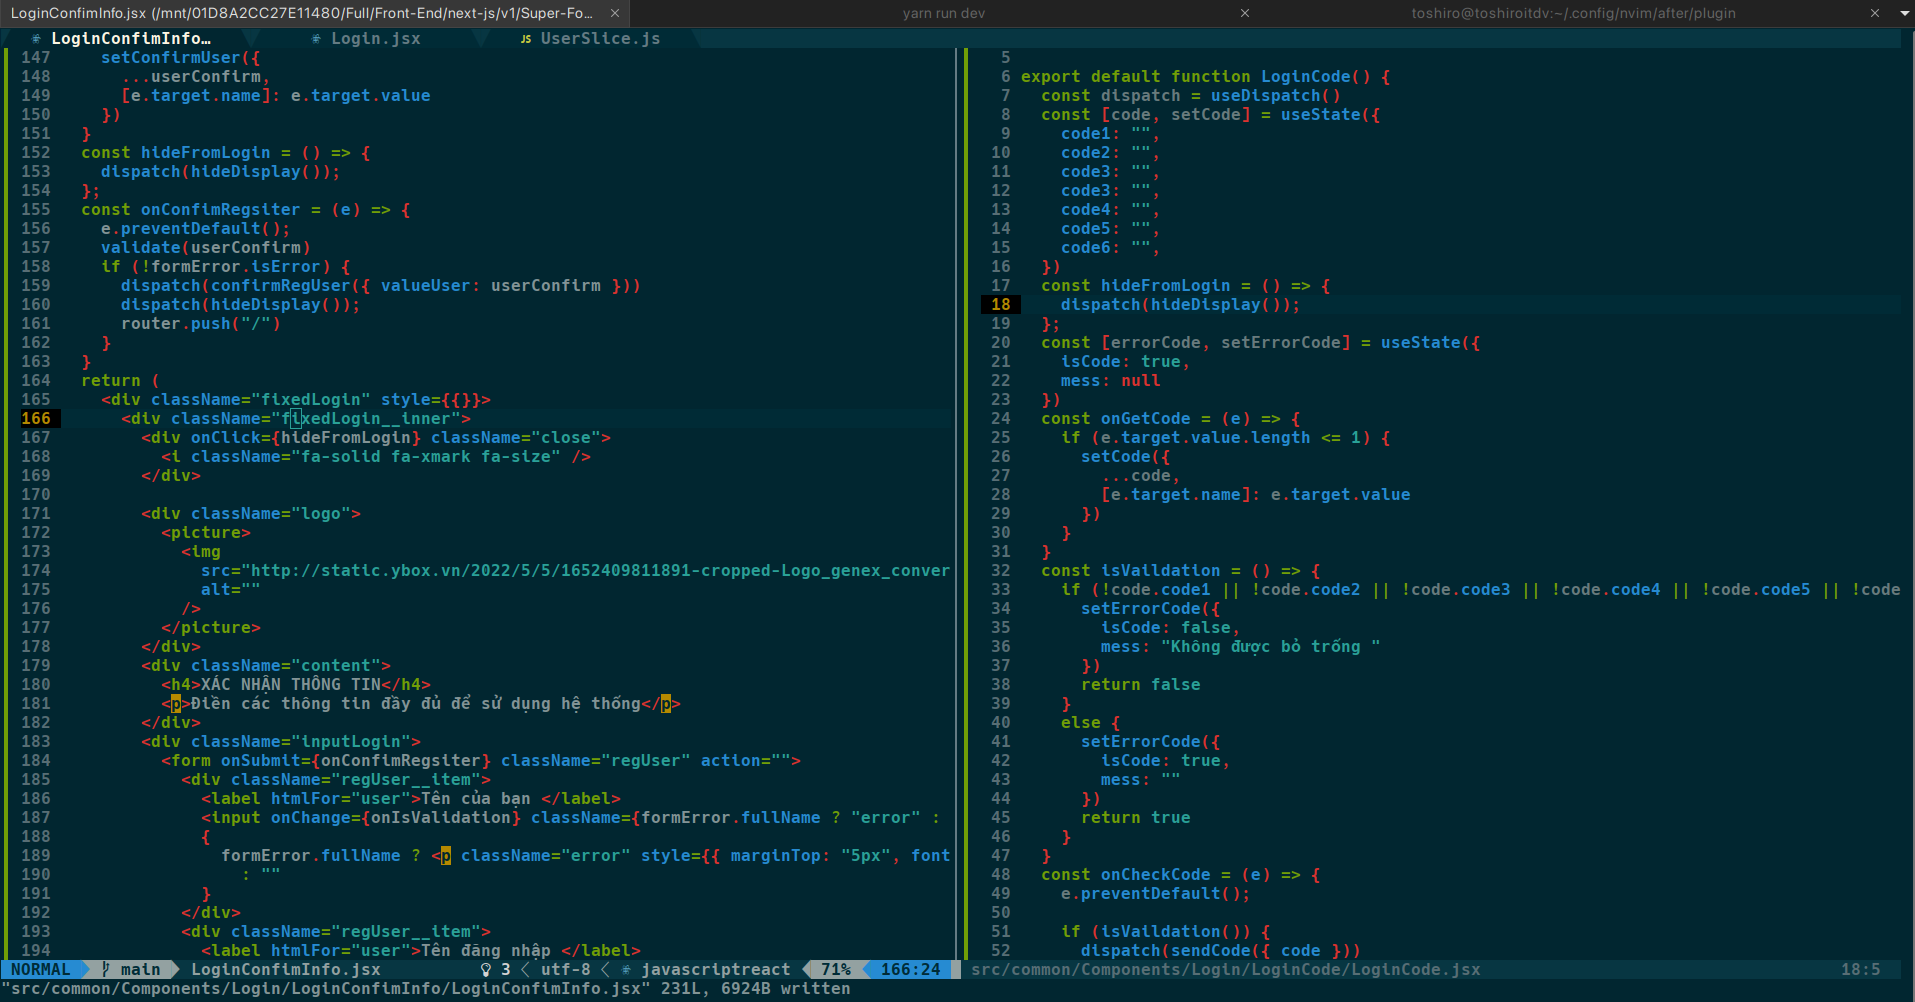 LoginConfimInfo.jsx (/mnt/01D8A2CC27E11480/Full/Front-End/next-js/v1/Super-Fo... × yarn run dev × toshiro@toshiroitdv:~/.config/nvim/after/plugin ×
LoginConfimInfo… Login.jsx JS UserSlice.js
147 setConfirmUser({
148 ...userConfirm,
149 [e.target.name]: e.target.value
150 })
151 }
152 const hideFromLogin = () => {
153 dispatch(hideDisplay());
154 };
155 const onConfimRegsiter = (e) => {
156 e.preventDefault();
157 validate(userConfirm)
158 if (!formError.isError) {
159 dispatch(confirmRegUser({ valueUser: userConfirm }))
160 dispatch(hideDisplay());
161 router.push("/")
162 }
163 }
164 return (
165 <div className="fixedLogin" style={{}}>
166 <div className="fixedLogin__inner">
167 <div onClick={hideFromLogin} className="close">
168 <i className="fa-solid fa-xmark fa-size" />
169 </div>
170
171 <div className="logo">
172 <picture>
173 <img
174 src="http://static.ybox.vn/2022/5/5/1652409811891-cropped-Logo_genex_conver
175 alt=""
176 />
177 </picture>
178 </div>
179 <div className="content">
180 <h4>XÁC NHẬN THÔNG TIN</h4>
181 <p>Điền các thông tin đầy đủ để sử dụng hệ thống</p>
182 </div>
183 <div className="inputLogin">
184 <form onSubmit={onConfimRegsiter} className="regUser" action="">
185 <div className="regUser__item">
186 <label htmlFor="user">Tên của bạn </label>
187 <input onChange={onIsValidation} className={formError.fullName ? "error" :
188 {
189 formError.fullName ? <p className="error" style={{ marginTop: "5px", font
190 : ""
191 }
192 </div>
193 <div className="regUser__item">
194 <label htmlFor="user">Tên đăng nhập </label>
5
6 export default function LoginCode() {
7 const dispatch = useDispatch()
8 const [code, setCode] = useState({
9 code1: "",
10 code2: "",
11 code3: "",
12 code3: "",
13 code4: "",
14 code5: "",
15 code6: "",
16 })
17 const hideFromLogin = () => {
18 dispatch(hideDisplay());
19 };
20 const [errorCode, setErrorCode] = useState({
21 isCode: true,
22 mess: null
23 })
24 const onGetCode = (e) => {
25 if (e.target.value.length <= 1) {
26 setCode({
27 ...code,
28 [e.target.name]: e.target.value
29 })
30 }
31 }
32 const isValldation = () => {
33 if (!code.code1 || !code.code2 || !code.code3 || !code.code4 || !code.code5 || !code
34 setErrorCode({
35 isCode: false,
36 mess: "Không được bỏ trống "
37 })
38 return false
39 }
40 else {
41 setErrorCode({
42 isCode: true,
43 mess: ""
44 })
45 return true
46 }
47 }
48 const onCheckCode = (e) => {
49 e.preventDefault();
50
51 if (isValldation()) {
52 dispatch(sendCode({ code }))
NORMAL main LoginConfimInfo.jsx 3 utf-8 javascriptreact 71% 166:24 src/common/Components/Login/LoginCode/LoginCode.jsx 18:5
"src/common/Components/Login/LoginConfimInfo/LoginConfimInfo.jsx" 231L, 6924B written